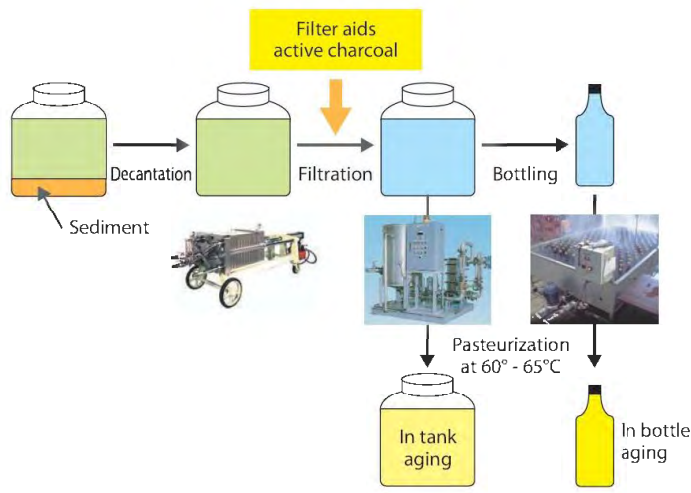 Filter aids
active charcoal
Decantation
Filtration
Bottling
Sediment
Pasteurization
at 60° - 65°C
In tank
aging
In bottle
aging